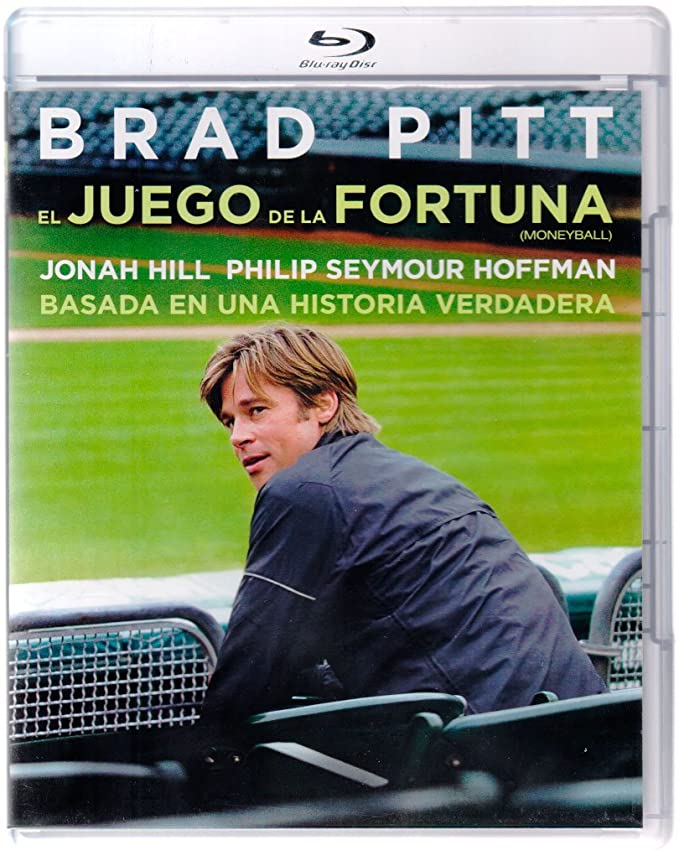 Blu-ray Disc
BRAD PITT
EL JUEGO DE LA FORTUNA
(MONEYBALL)
JONAH HILL PHILIP SEYMOUR HOFFMAN
BASADA EN UNA HISTORIA VERDADERA